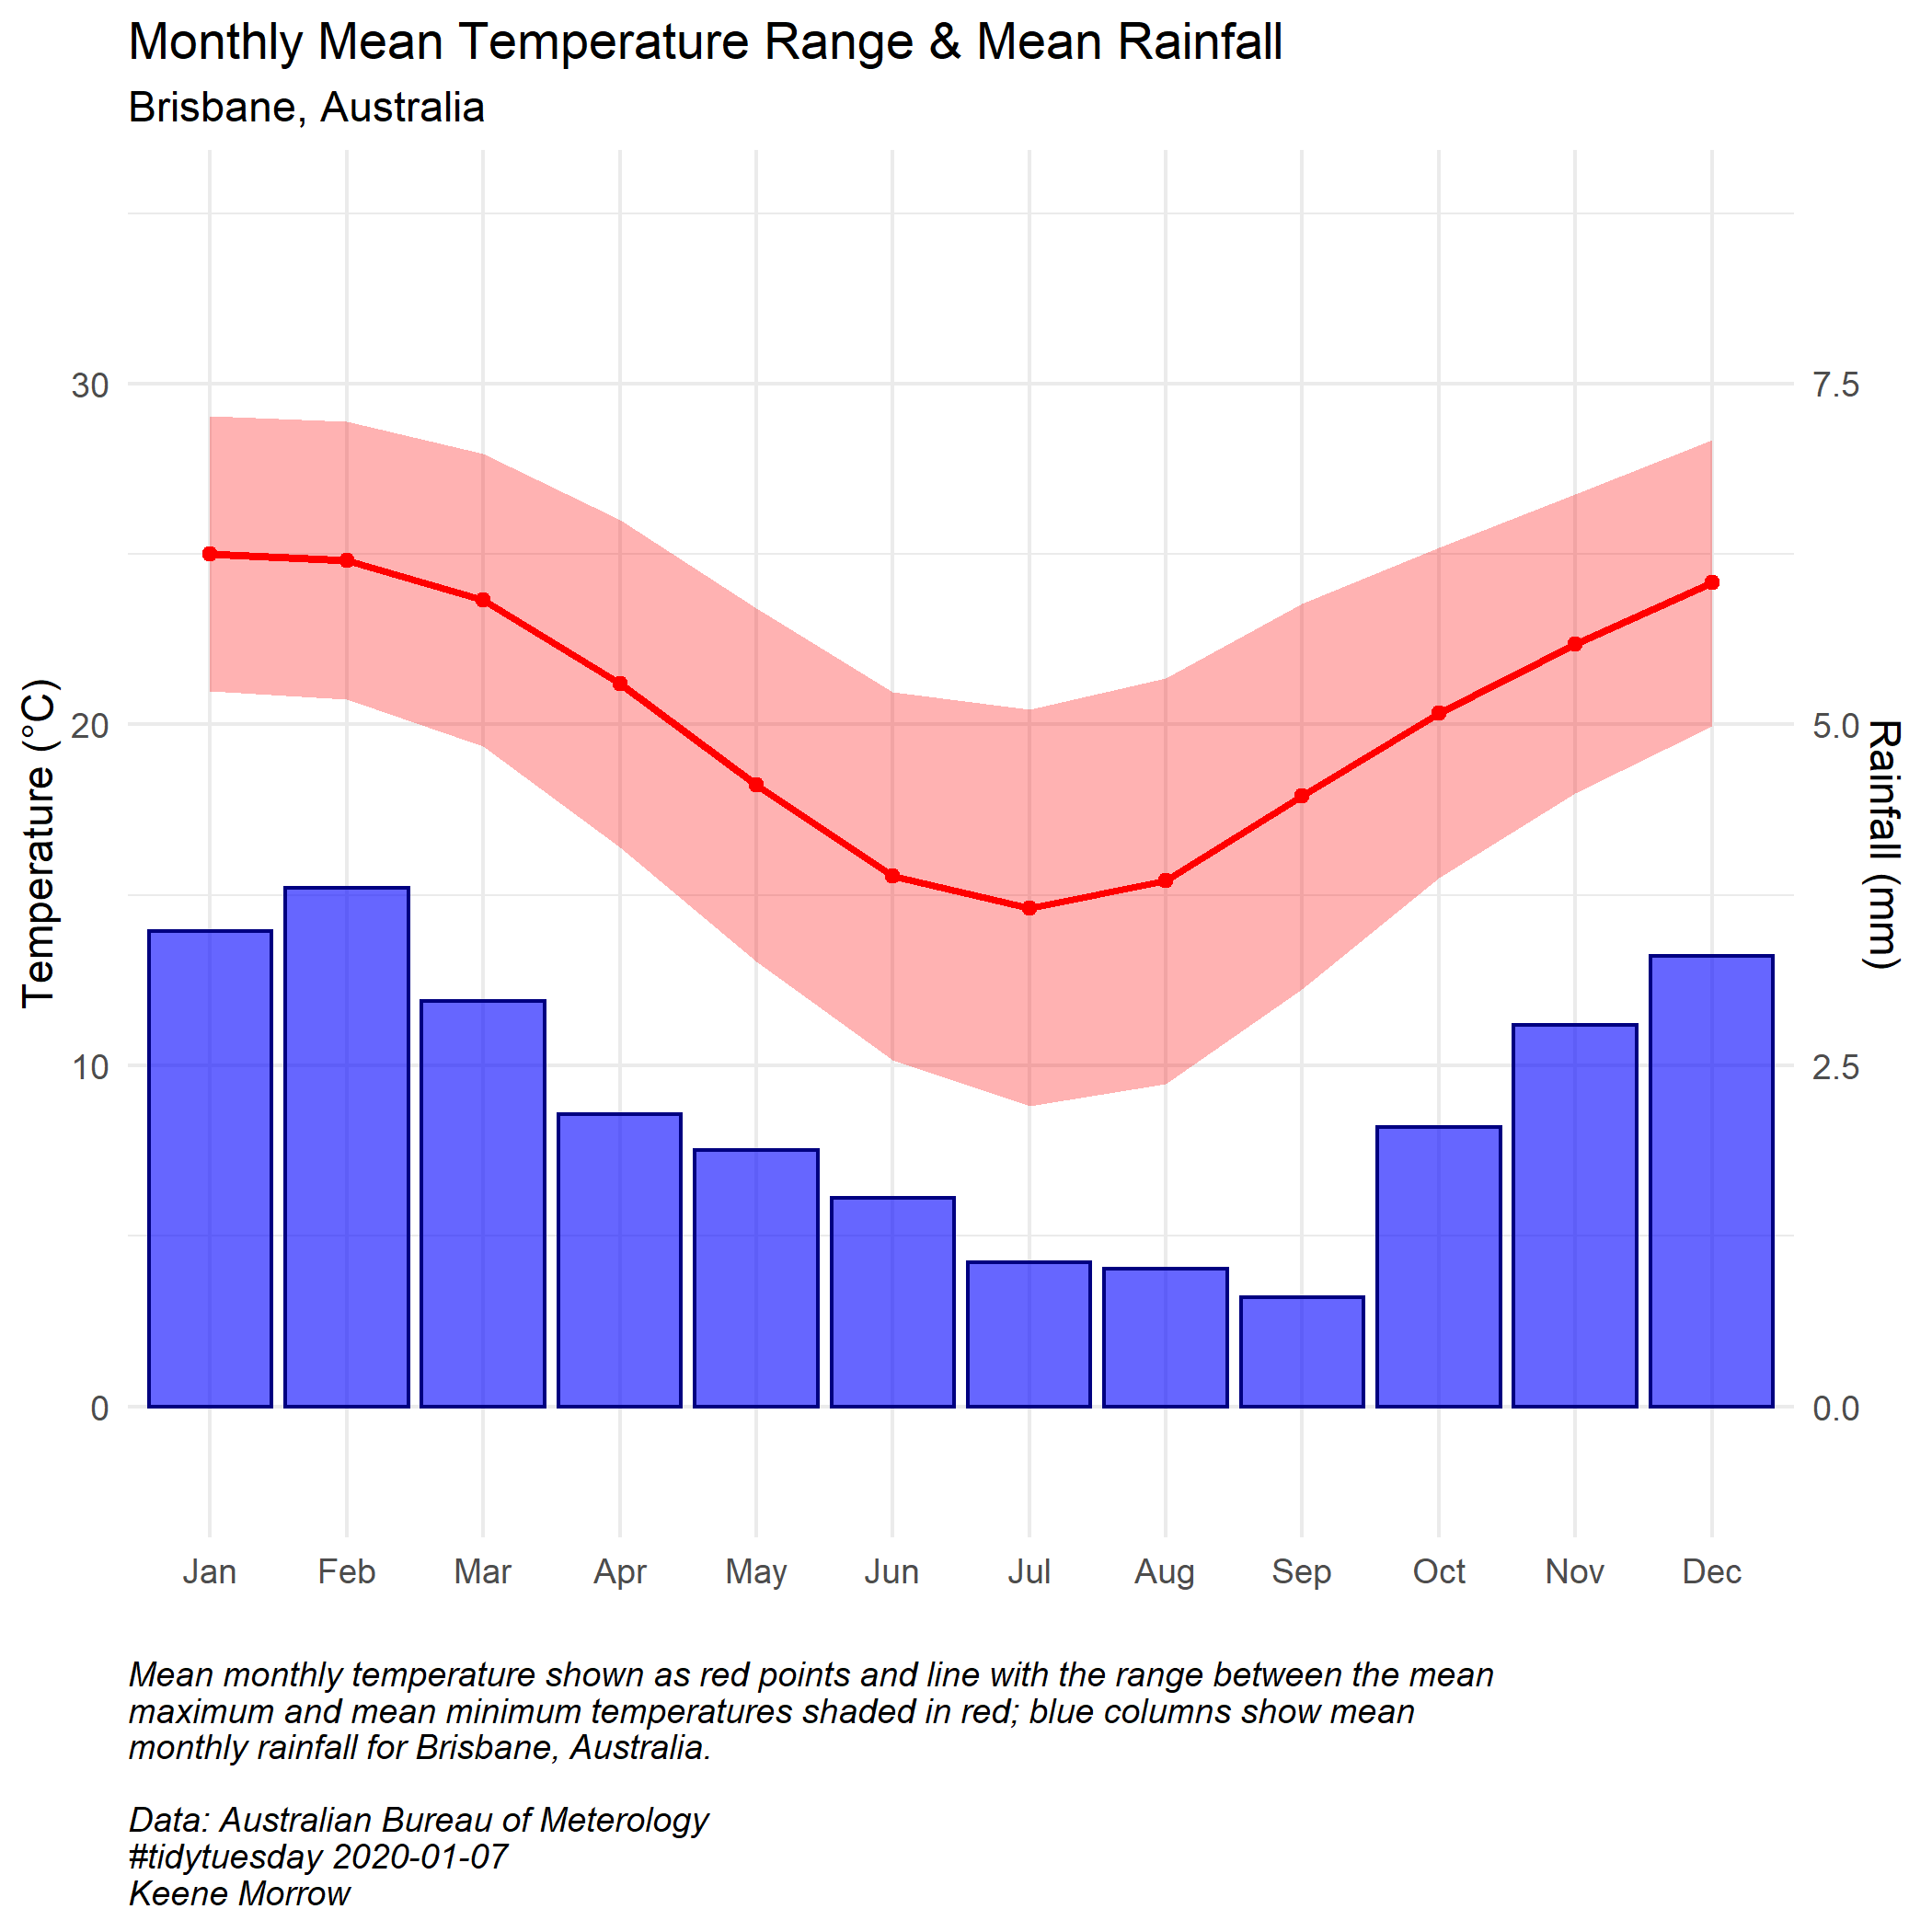 Monthly Mean Temperature Range & Mean Rainfall
Brisbane, Australia
Temperature (°C)
30
20
10
0
7.5
5.0
2.5
0.0
Rainfall (mm)
Jan Feb Mar Apr May Jun Jul Aug Sep Oct Nov Dec
Mean monthly temperature shown as red points and line with the range between the mean
maximum and mean minimum temperatures shaded in red; blue columns show mean
monthly rainfall for Brisbane, Australia.
Data: Australian Bureau of Meterology
#tidytuesday 2020-01-07
Keene Morrow